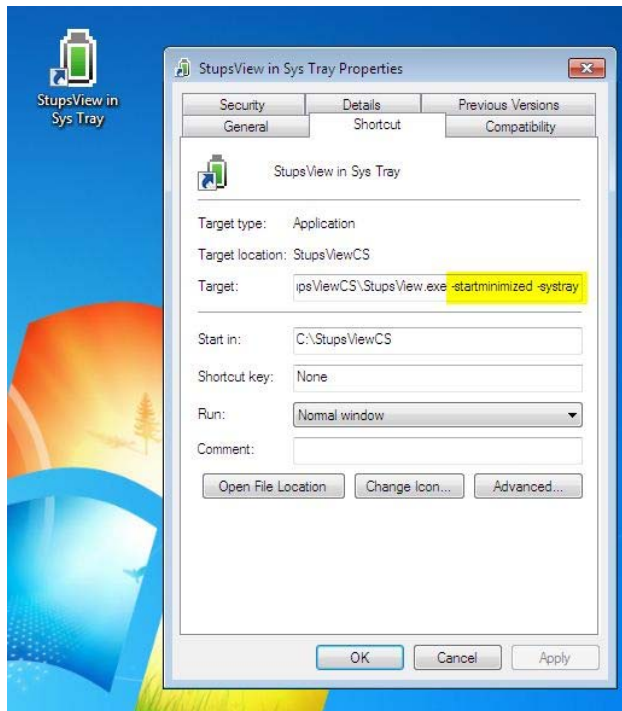 StupsView in
Sys Tray
StupsView in Sys Tray Properties
Security Details Previous Versions
General Shortcut Compatibility
StupsView in Sys Tray
Target type: Application
Target location: StupsViewCS
Target: ıpsViewCS\StupsView.exe -startminimized -systray
Start in: C:\StupsViewCS
Shortcut key: None
Run: Normal window
Comment:
Open File Location Change Icon... Advanced...
OK Cancel Apply